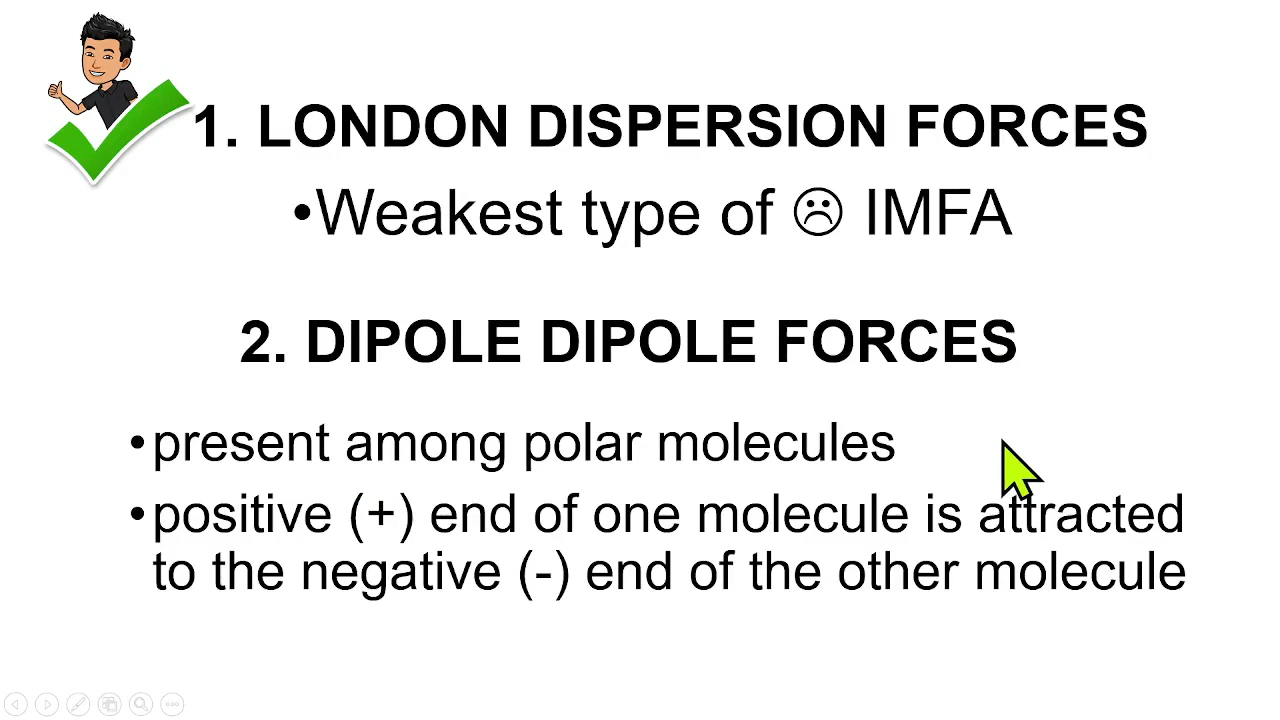 1. LONDON DISPERSION FORCES
•Weakest type of ☹ IMFA
2. DIPOLE DIPOLE FORCES
•present among polar molecules
•positive (+) end of one molecule is attracted
to the negative (-) end of the other molecule